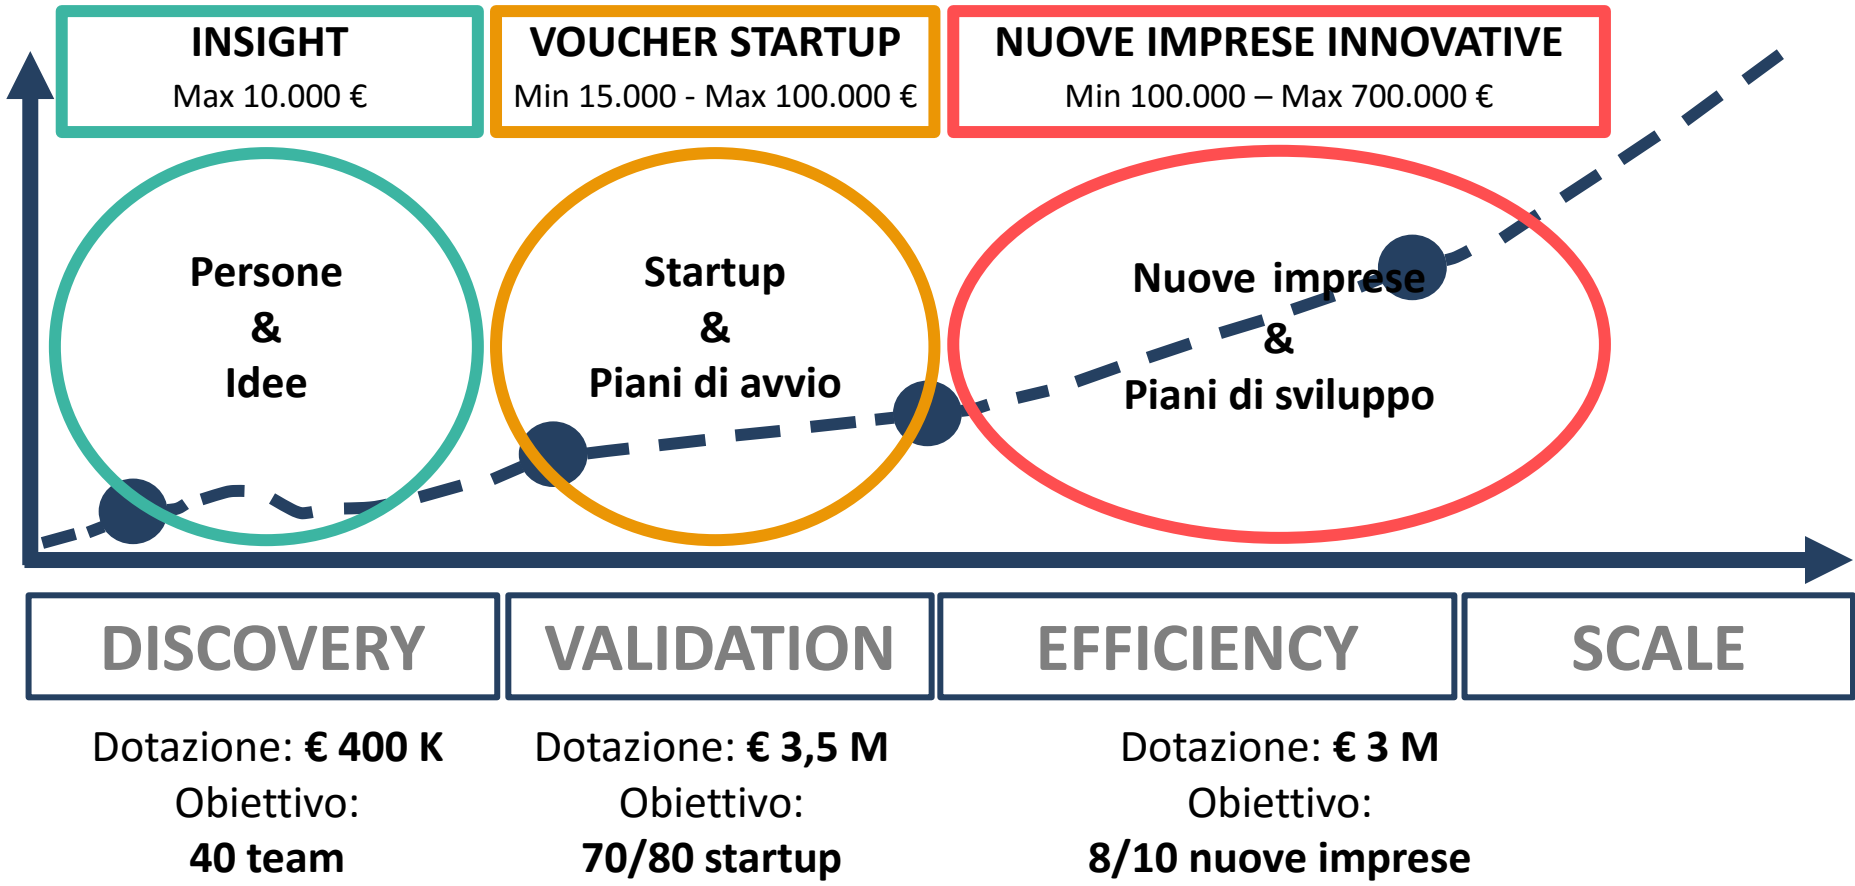 INSIGHT
Max 10.000 €
VOUCHER STARTUP
Min 15.000 - Max 100.000 €
NUOVE IMPRESE INNOVATIVE
Min 100.000 – Max 700.000 €
Persone
&
Idee
Startup
&
Piani di avvio
Nuove imprese
&
Piani di sviluppo
DISCOVERY
VALIDATION
EFFICIENCY
SCALE
Dotazione: € 400 K
Obiettivo:
40 team
Dotazione: € 3,5 M
Obiettivo:
70/80 startup
Dotazione: € 3 M
Obiettivo:
8/10 nuove imprese